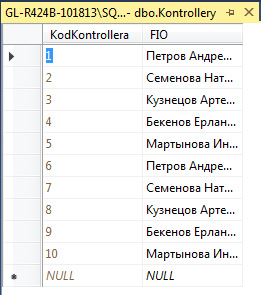 GL-R424B-101813\SQ...- dbo.Kontrollery
KodKontrollera FIO
1 Петров Андре...
2 Семенова Нат...
3 Кузнецов Арте...
4 Бекенов Ерлан...
5 Мартынова Ин...
6 Петров Андре...
7 Семенова Нат...
8 Кузнецов Арте...
9 Бекенов Ерлан...
10 Мартынова Ин...
NULL NULL